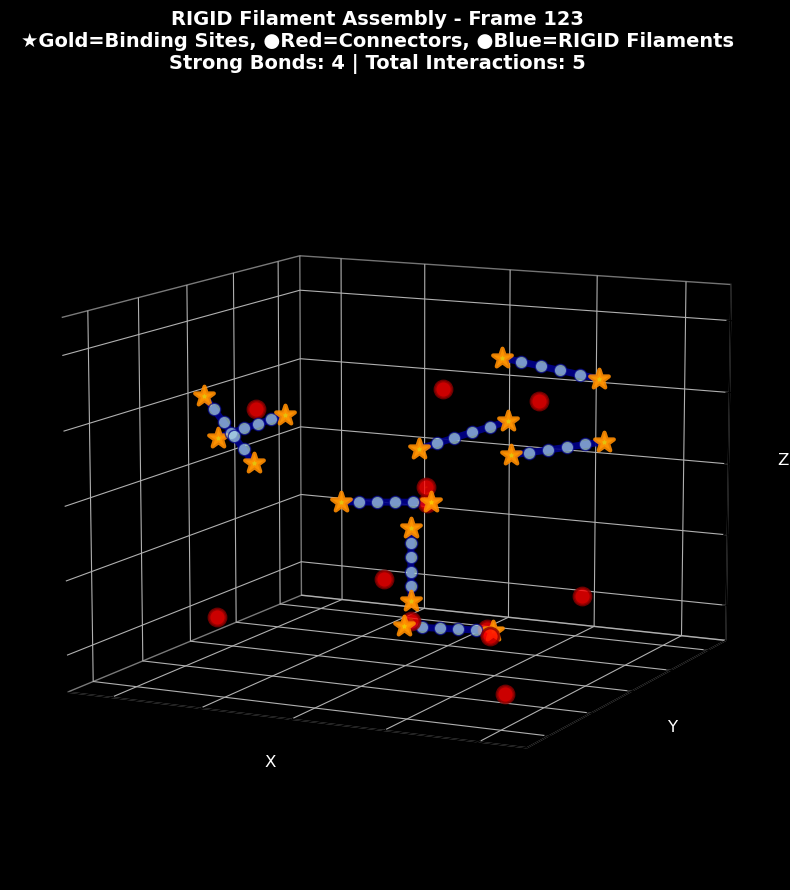 RIGID Filament Assembly - Frame 123
★Gold=Binding Sites, ●Red=Connectors, ●Blue=RIGID Filaments
Strong Bonds: 4 | Total Interactions: 5
Z
Y
X